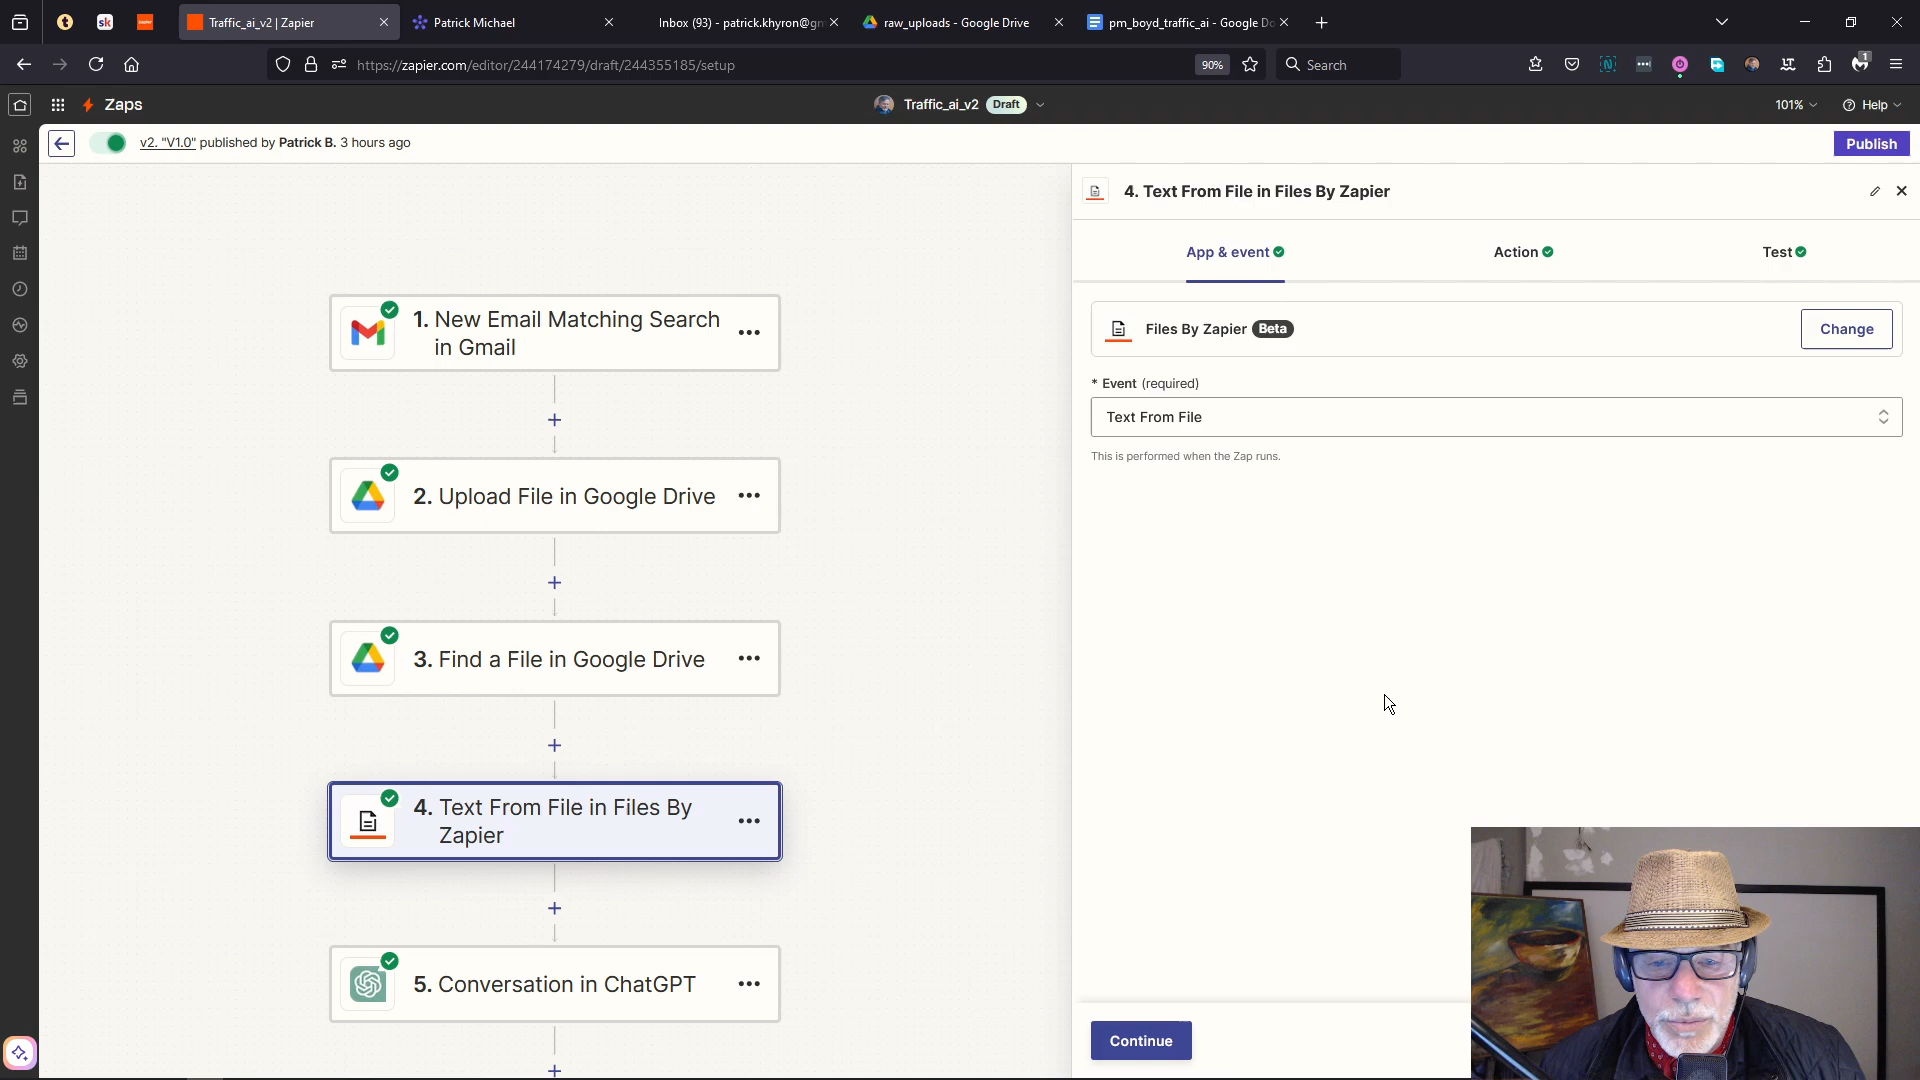 Traffic_ai_v2 | Zapier
Patrick Michael
Inbox (93) - patrick.khyron@gm
raw_uploads - Google Drive
pm_boyd_traffic_ai - Google Do
https://zapier.com/editor/244174279/draft/244355185/setup
90%
Search
1
Zaps
Traffic_ai_v2 Draft
101%
Help
v2. "V1.0" published by Patrick B. 3 hours ago
Publish
4. Text From File in Files By Zapier
App & event
Action
Test
Files By Zapier Beta
Change
* Event (required)
Text From File
This is performed when the Zap runs.
1. New Email Matching Search
in Gmail
2. Upload File in Google Drive
3. Find a File in Google Drive
4. Text From File in Files By
Zapier
5. Conversation in ChatGPT
Continue